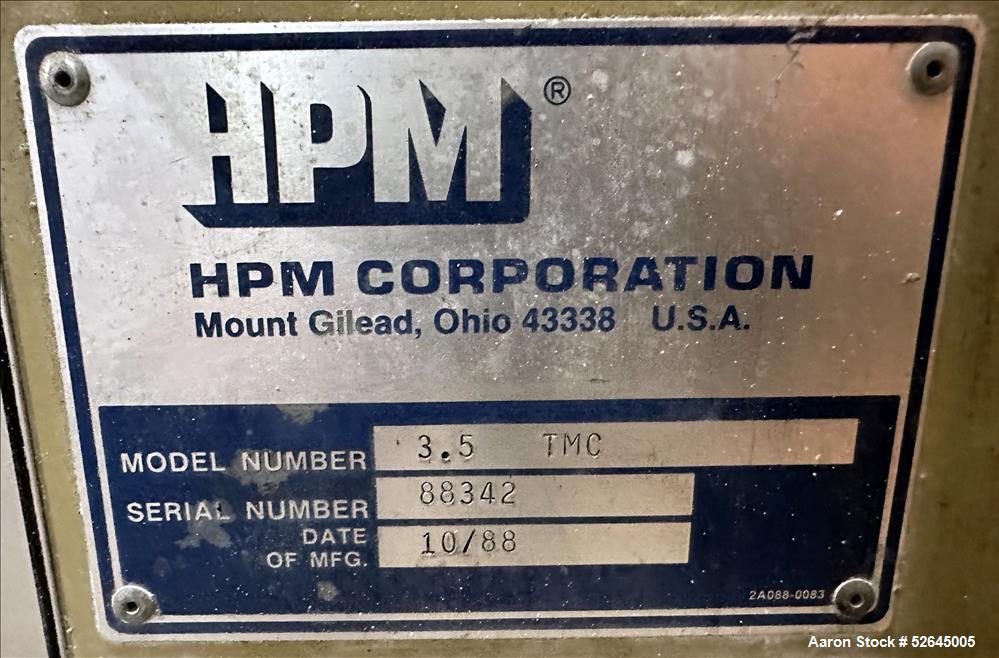 HPM ®
HPM CORPORATION
Mount Gilead, Ohio 43338 U.S.A.
MODEL NUMBER 3.5 TMC
SERIAL NUMBER 88342
DATE
OF MFG. 10/88
2A088-0083
Aaron Stock # 52645005